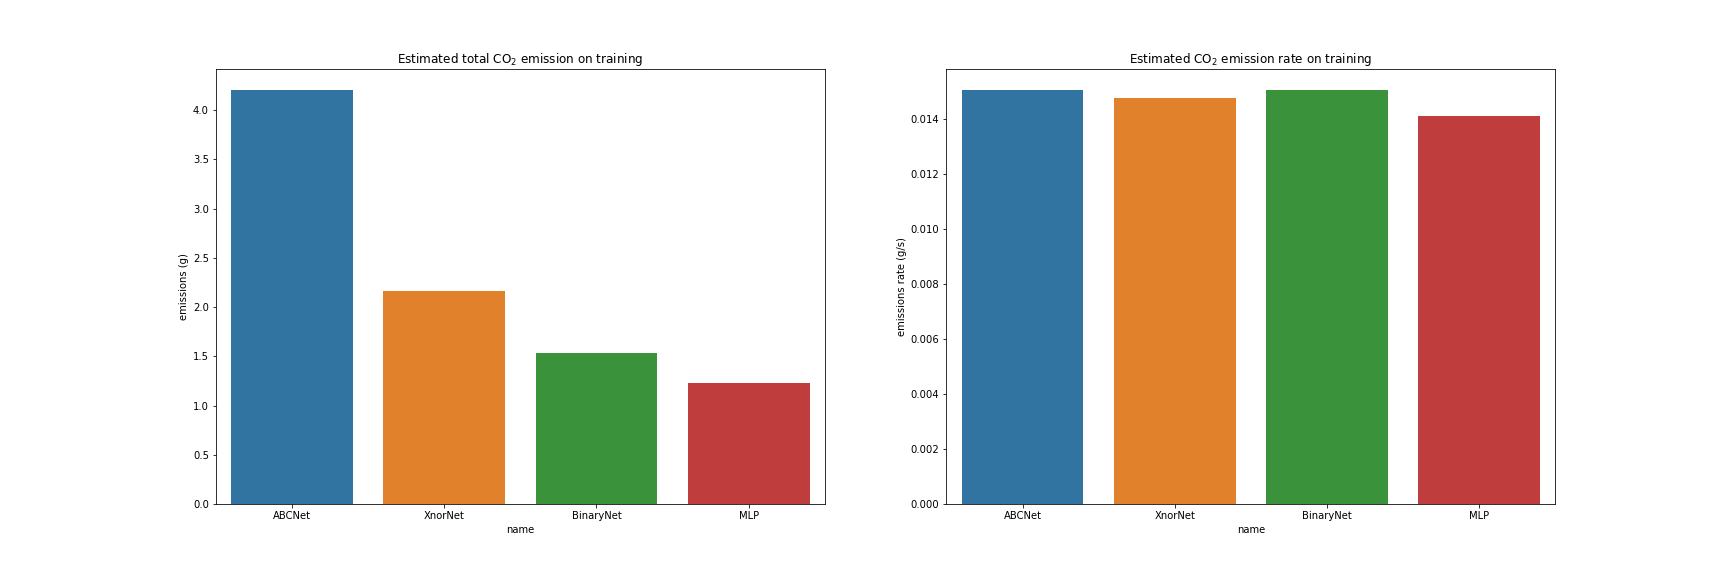 Estimated total CO₂ emission on training
emissions (g)
4.0
3.5
3.0
2.5
2.0
1.5
1.0
0.5
0.0
ABCNet XnorNet BinaryNet MLP
name
Estimated CO₂ emission rate on training
emissions rate (g/s)
0.014
0.012
0.010
0.008
0.006
0.004
0.002
0.000
ABCNet XnorNet BinaryNet MLP
name